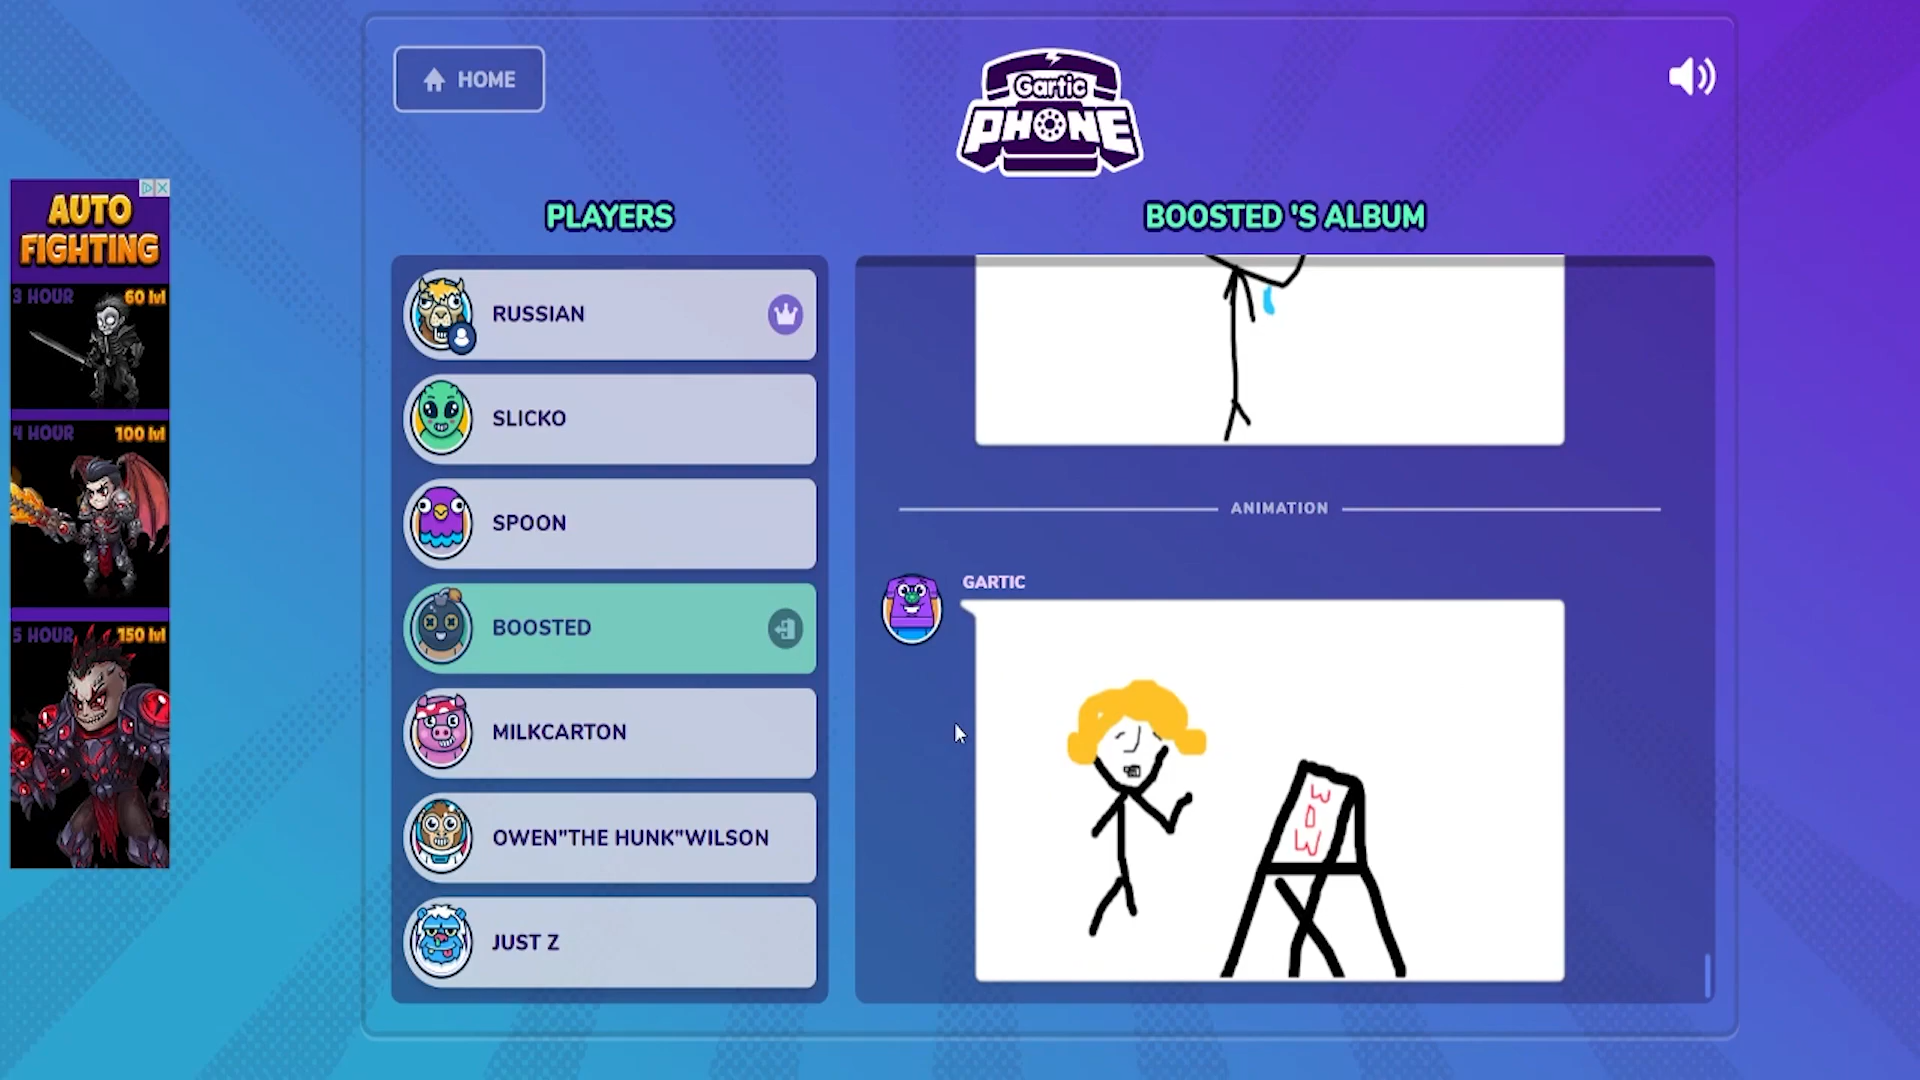 HOME
Gartic
PHONE
AUTO
FIGHTING
3 HOUR 60 lvl
4 HOUR 100 lvl
5 HOUR 150 lvl
PLAYERS
RUSSIAN
SLICKO
SPOON
BOOSTED
MILKCARTON
OWEN"THE HUNK"WILSON
JUST Z
BOOSTED 'S ALBUM
ANIMATION
GARTIC
WOW